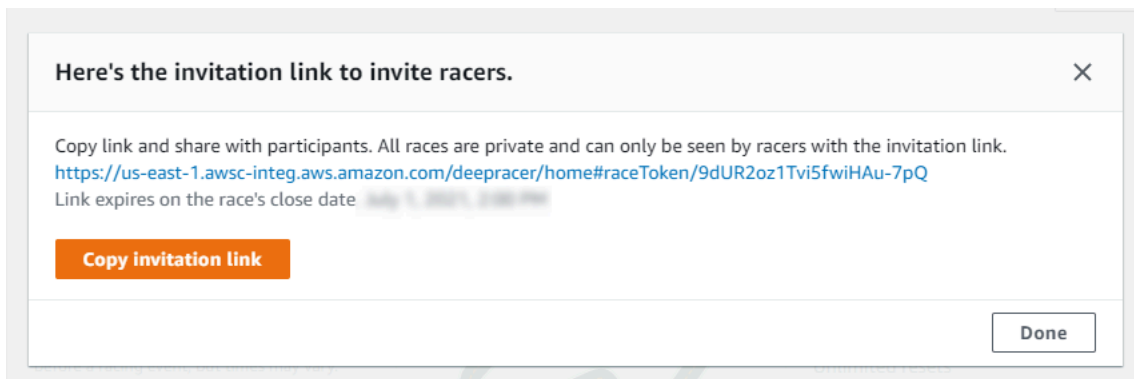 Here's the invitation link to invite racers.
Copy link and share with participants. All races are private and can only be seen by racers with the invitation link.
https://us-east-1.awsc-integ.aws.amazon.com/deepracer/home#raceToken/9dUR2oz1Tvi5fwiHAu-7pQ
Link expires on the race's close date
Copy invitation link
Done